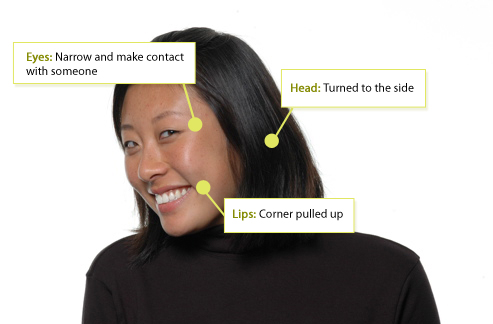 Eyes: Narrow and make contact
with someone
Head: Turned to the side
Lips: Corner pulled up